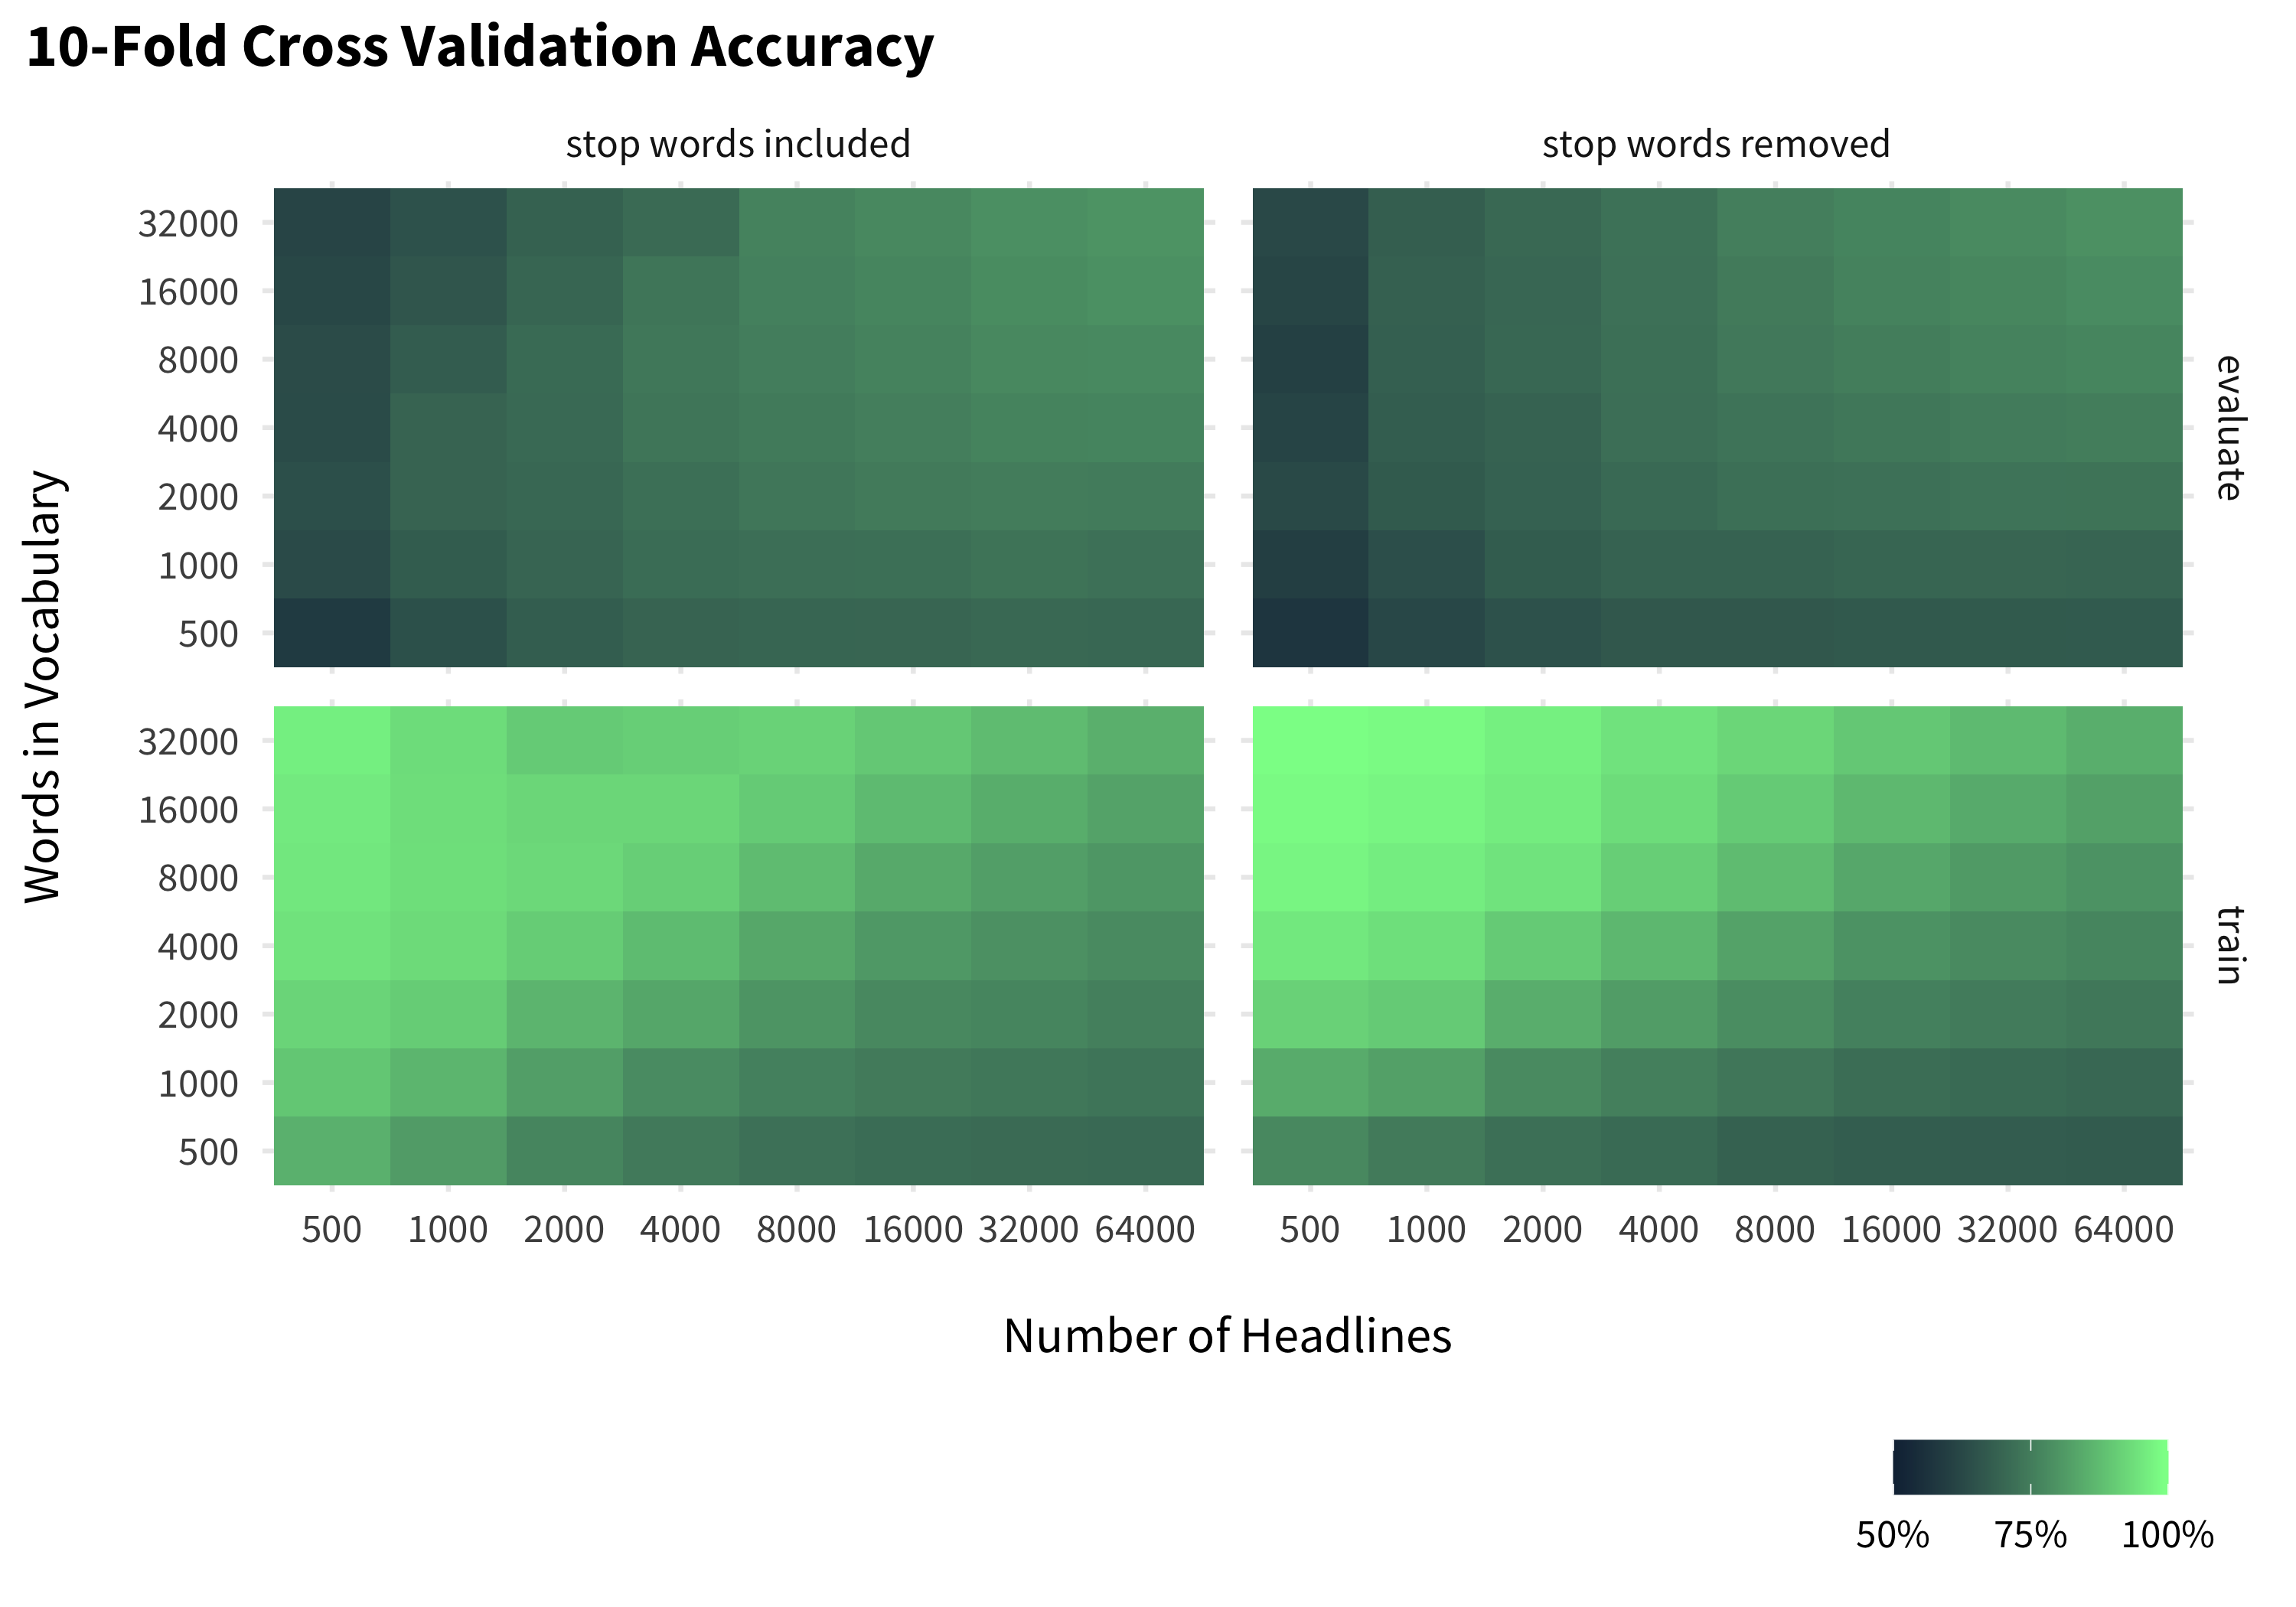 10-Fold Cross Validation Accuracy
stop words included
stop words removed
Words in Vocabulary
32000
16000
8000
4000
2000
1000
500
evaluate
32000
16000
8000
4000
2000
1000
500
train
500 1000 2000 4000 8000 16000 32000 64000
500 1000 2000 4000 8000 16000 32000 64000
Number of Headlines
50% 75% 100%